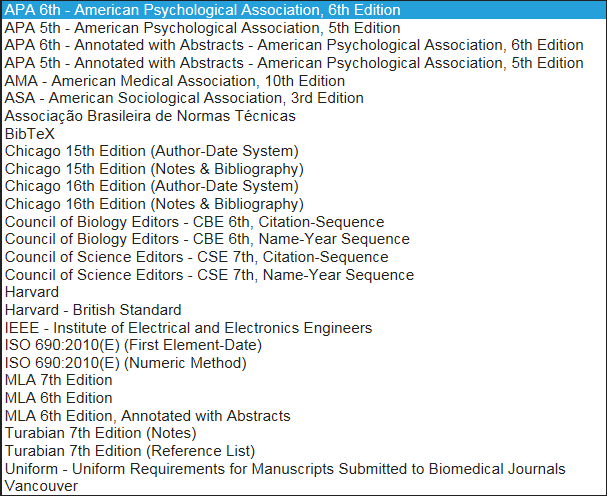 APA 6th - American Psychological Association, 6th Edition
APA 5th - American Psychological Association, 5th Edition
APA 6th - Annotated with Abstracts - American Psychological Association, 6th Edition
APA 5th - Annotated with Abstracts - American Psychological Association, 5th Edition
AMA - American Medical Association, 10th Edition
ASA - American Sociological Association, 3rd Edition
Associação Brasileira de Normas Técnicas
BibTeX
Chicago 15th Edition (Author-Date System)
Chicago 15th Edition (Notes & Bibliography)
Chicago 16th Edition (Author-Date System)
Chicago 16th Edition (Notes & Bibliography)
Council of Biology Editors - CBE 6th, Citation-Sequence
Council of Biology Editors - CBE 6th, Name-Year Sequence
Council of Science Editors - CSE 7th, Citation-Sequence
Council of Science Editors - CSE 7th, Name-Year Sequence
Harvard
Harvard - British Standard
IEEE - Institute of Electrical and Electronics Engineers
ISO 690:2010(E) (First Element-Date)
ISO 690:2010(E) (Numeric Method)
MLA 7th Edition
MLA 6th Edition
MLA 6th Edition, Annotated with Abstracts
Turabian 7th Edition (Notes)
Turabian 7th Edition (Reference List)
Uniform - Uniform Requirements for Manuscripts Submitted to Biomedical Journals
Vancouver